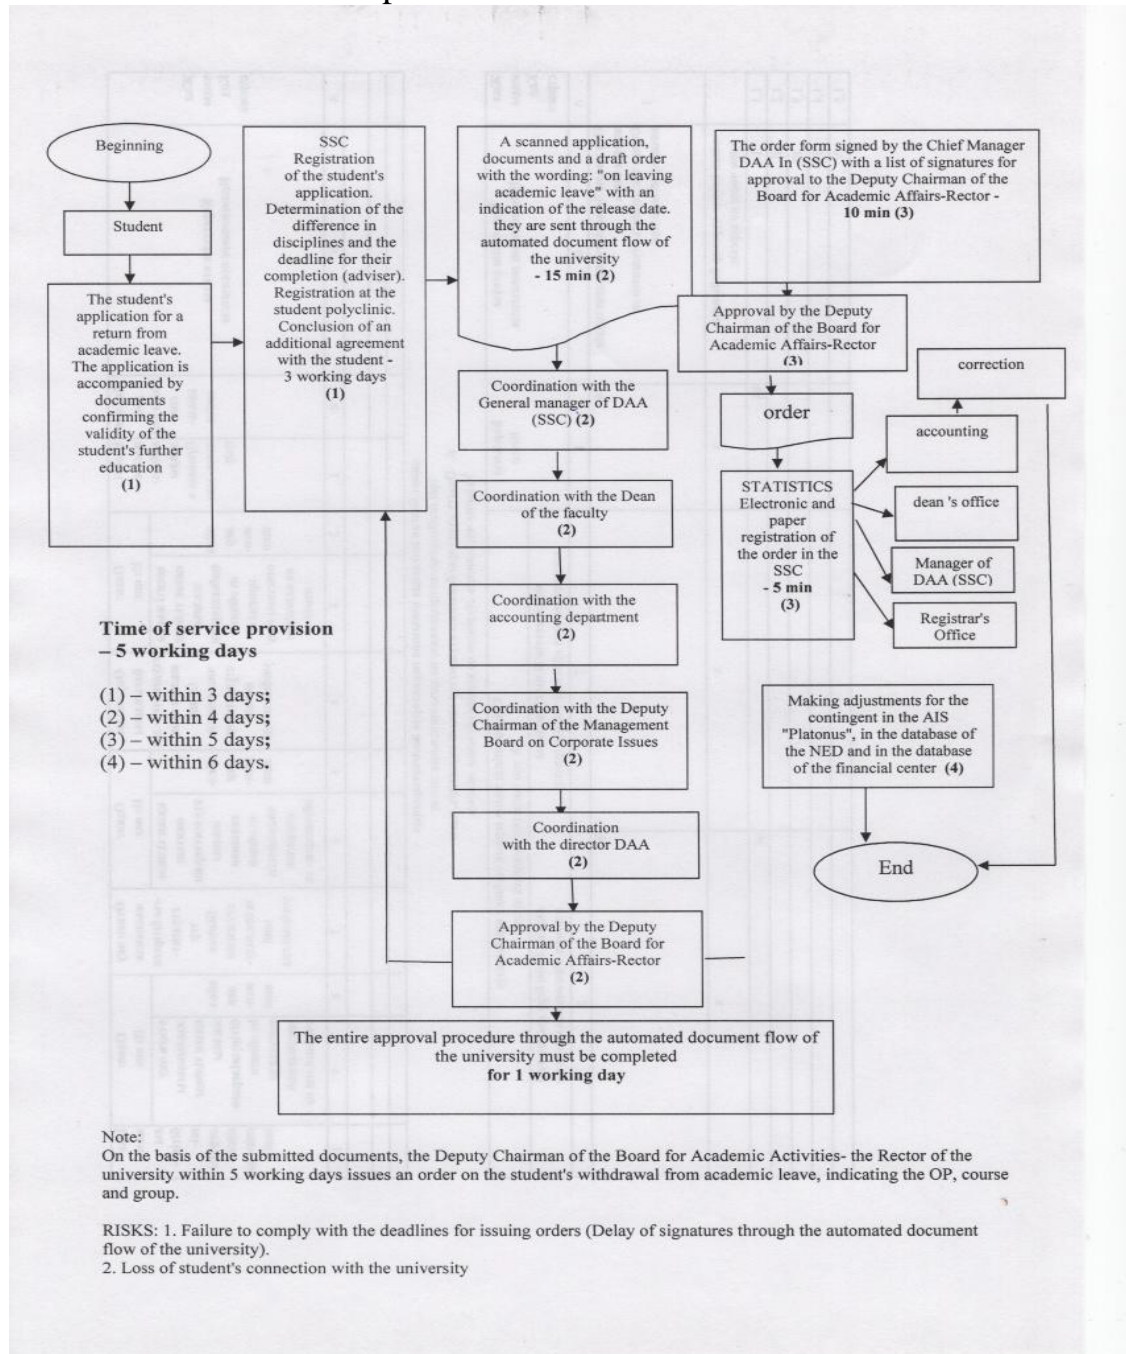 Beginning
Student
The student's
application for a
return from
academic leave.
The application is
accompanied by
documents
confirming the
validity of the
student's further
education
(1)
SSC
Registration
of the student's
application.
Determination of the
difference in
disciplines and the
deadline for their
completion (adviser).
Registration at the
student polyclinic.
Conclusion of an
additional agreement
with the student -
3 working days
(1)
A scanned application,
documents and a draft order
with the wording: "on leaving
academic leave" with an
indication of the release date.
they are sent through the
automated document flow of
the university
- 15 min (2)
Coordination with the
General manager of DAA
(SSC) (2)
Coordination with the Dean
of the faculty
(2)
Coordination with the
accounting department
(2)
Coordination with the Deputy
Chairman of the Management
Board on Corporate Issues
(2)
Coordination
with the director DAA
(2)
Approval by the Deputy
Chairman of the Board for
Academic Affairs-Rector
(2)
The entire approval procedure through the automated document flow of
the university must be completed
for 1 working day
The order form signed by the Chief Manager
DAA In (SSC) with a list of signatures for
approval to the Deputy Chairman of the
Board for Academic Affairs-Rector -
10 min (3)
Approval by the Deputy
Chairman of the Board for
Academic Affairs-Rector
(3)
order
STATISTICS
Electronic and
paper
registration of
the order in the
SSC
- 5 min
(3)
correction
accounting
dean 's office
Manager of
DAA (SSC)
Registrar's
Office
Making adjustments for the
contingent in the AIS
"Platonus", in the database of
the NED and in the database
of the financial center (4)
End
Time of service provision
– 5 working days
(1) – within 3 days;
(2) – within 4 days;
(3) – within 5 days;
(4) – within 6 days.
Note:
On the basis of the submitted documents, the Deputy Chairman of the Board for Academic Activities- the Rector of the
university within 5 working days issues an order on the student's withdrawal from academic leave, indicating the OP, course
and group.
RISKS: 1. Failure to comply with the deadlines for issuing orders (Delay of signatures through the automated document
flow of the university).
2. Loss of student's connection with the university